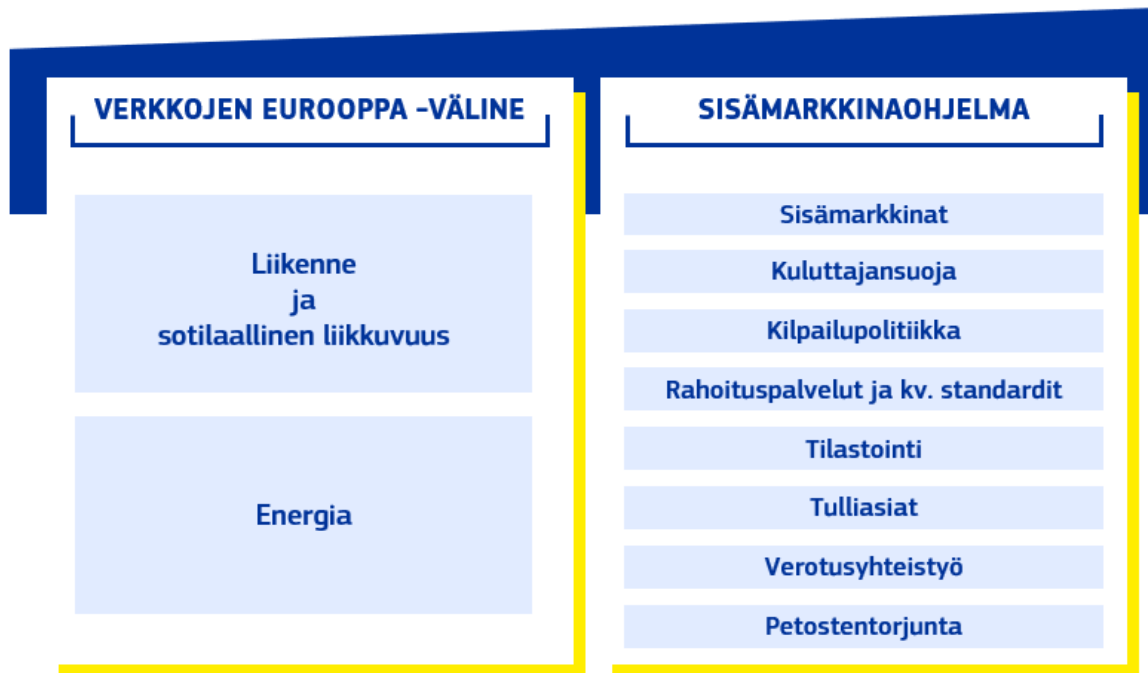 VERKKOJEN EUROOPPA -VÄLINE
Liikenne
ja
sotilaallinen liikkuvuus
Energia
SISÄMARKKINAOHJELMA
Sisämarkkinat
Kuluttajansuoja
Kilpailupolitiikka
Rahoituspalvelut ja kv. standardit
Tilastointi
Tulliasiat
Verotusyhteistyö
Petostentorjunta